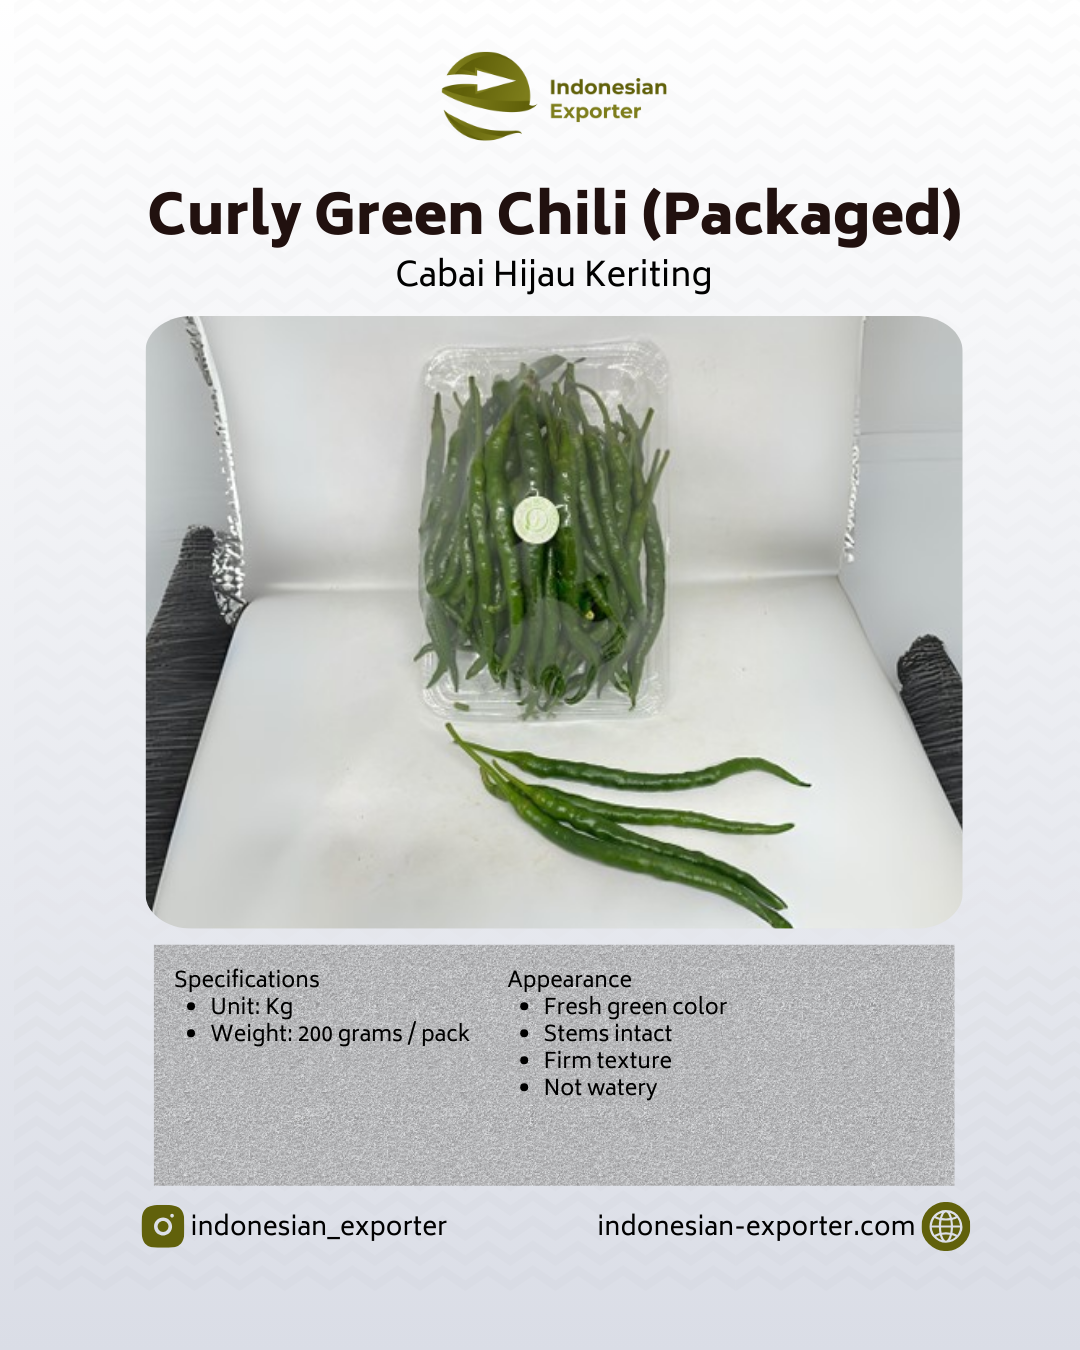 Indonesian
Exporter
Curly Green Chili (Packaged)
Cabai Hijau Keriting
Specifications
• Unit: Kg
• Weight: 200 grams / pack
Appearance
• Fresh green color
• Stems intact
• Firm texture
• Not watery
indonesian_exporter
indonesian-exporter.com